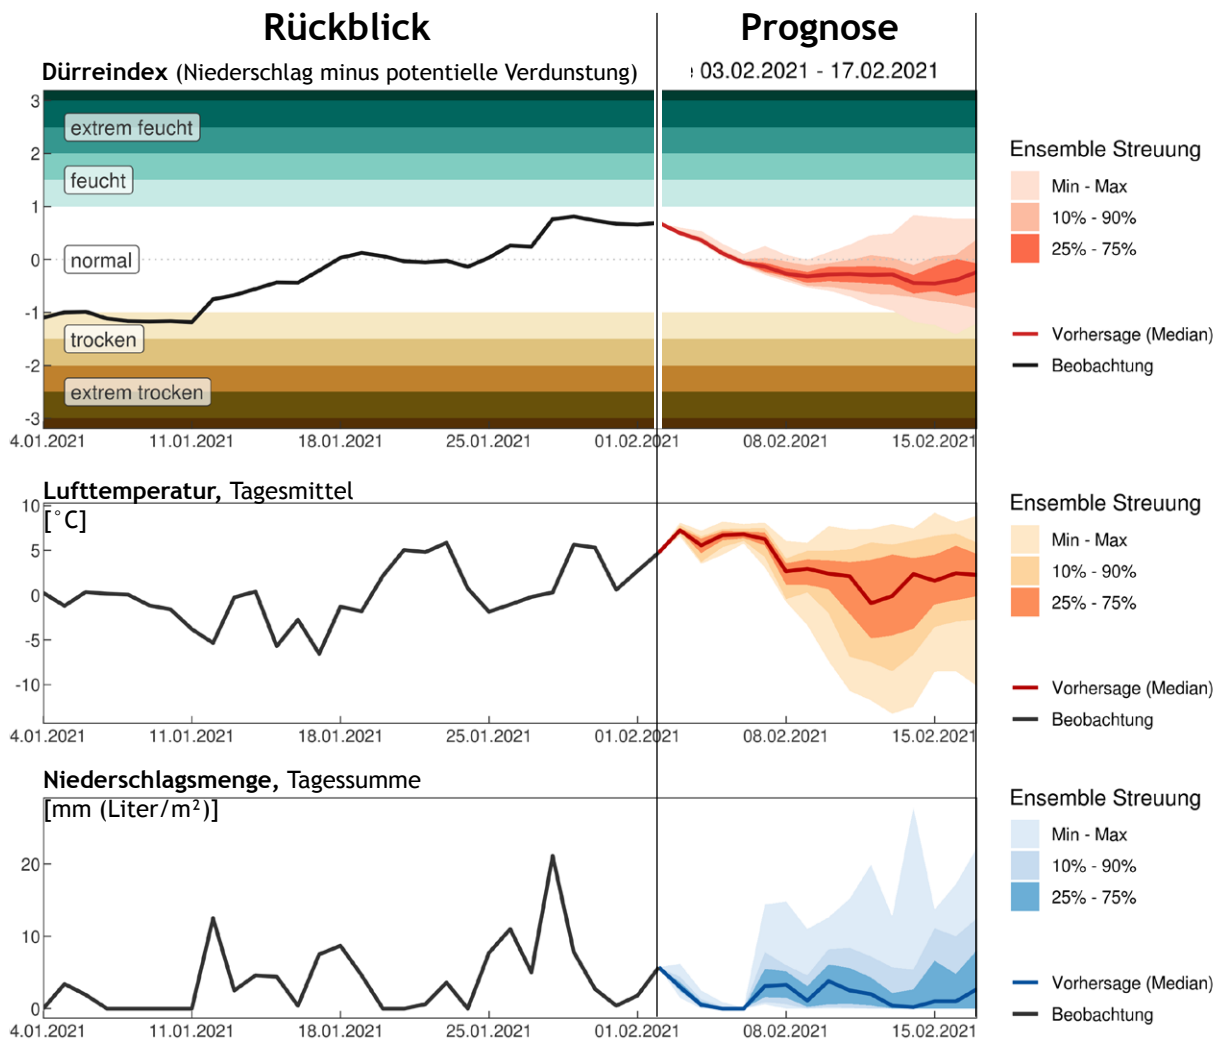 Rückblick
Prognose
Dürreindex (Niederschlag minus potentielle Verdunstung)
03.02.2021 - 17.02.2021
3
2
1
0
-1
-2
-3
extrem feucht
feucht
normal
trocken
extrem trocken
4.01.2021 11.01.2021 18.01.2021 25.01.2021 01.02.2021 08.02.2021 15.02.2021
Ensemble Streuung
Min - Max
10% - 90%
25% - 75%
Vorhersage (Median)
Beobachtung
Lufttemperatur, Tagesmittel
[°C]
10
5
0
-5
-10
4.01.2021 11.01.2021 18.01.2021 25.01.2021 01.02.2021 08.02.2021 15.02.2021
Ensemble Streuung
Min - Max
10% - 90%
25% - 75%
Vorhersage (Median)
Beobachtung
Niederschlagsmenge, Tagessumme
[mm (Liter/m²)]
20
10
0
4.01.2021 11.01.2021 18.01.2021 25.01.2021 01.02.2021 08.02.2021 15.02.2021
Ensemble Streuung
Min - Max
10% - 90%
25% - 75%
Vorhersage (Median)
Beobachtung